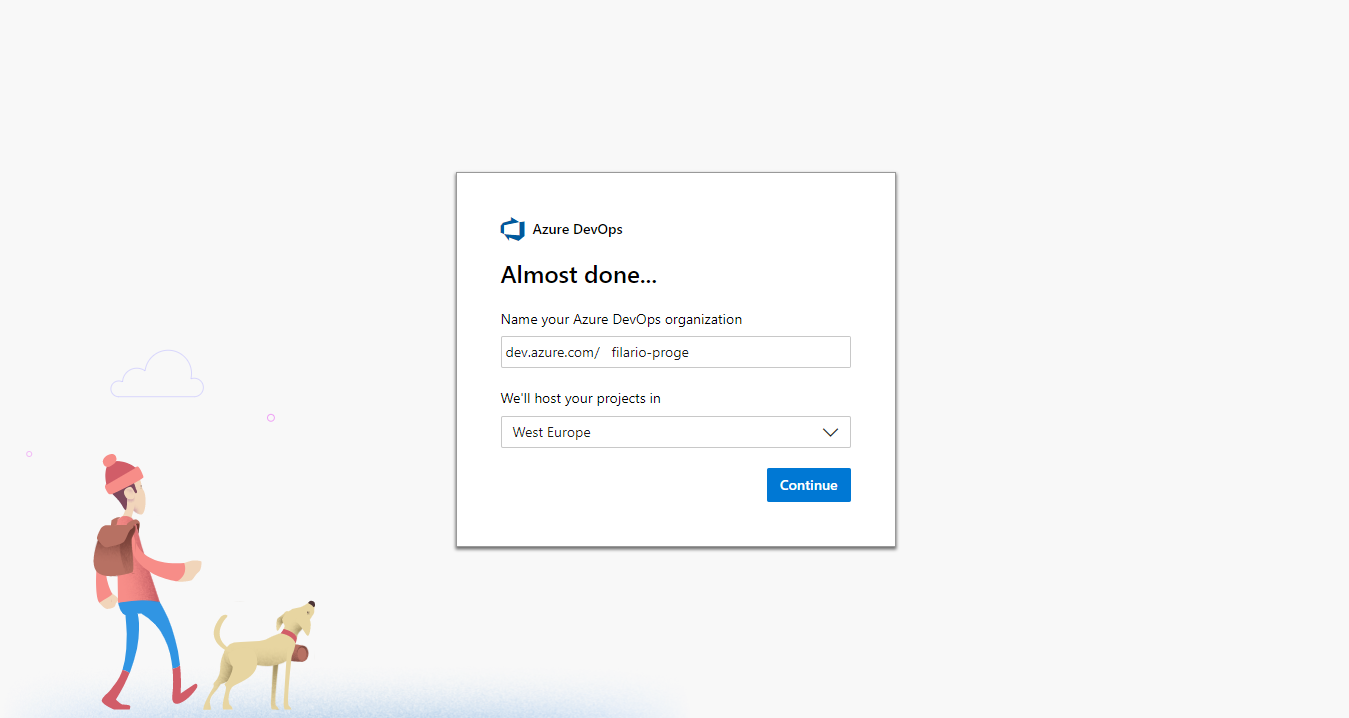 Azure DevOps
Almost done...
Name your Azure DevOps organization
dev.azure.com/ filario-proge
We'll host your projects in
West Europe
Continue